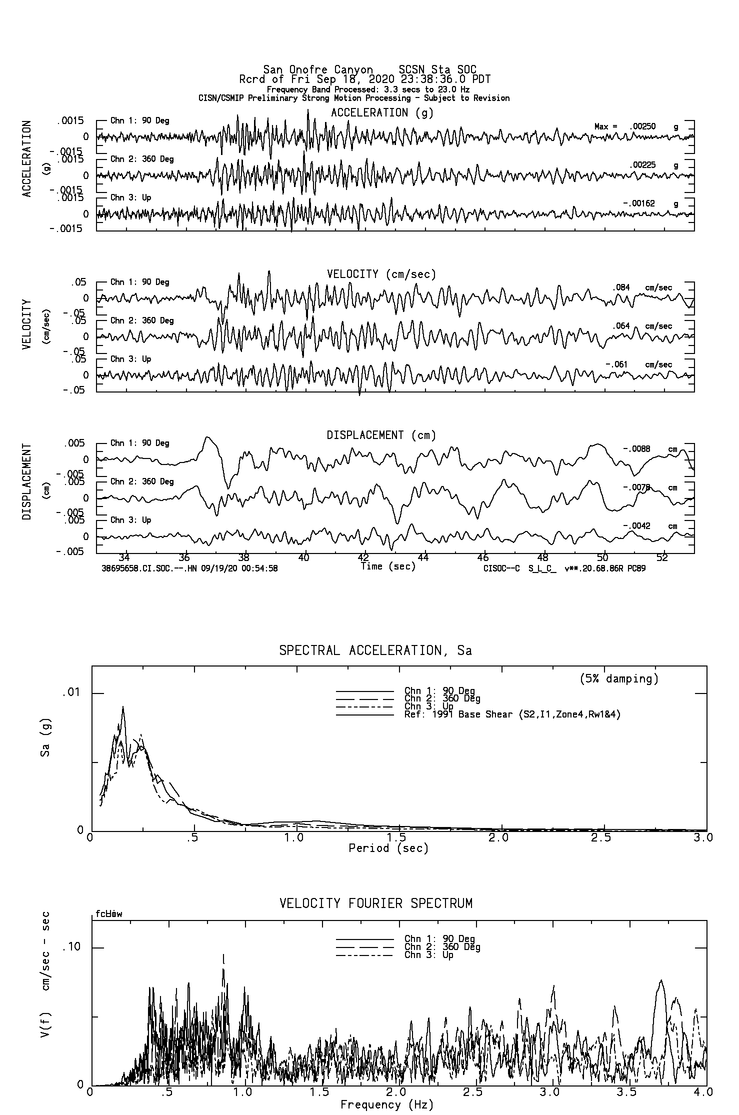 San Onofre Canyon SCSN Sta SOC
Rcrd of Fri Sep 18, 2020 23:38:36.0 PDT
Frequency Band Processed: 3.3 secs to 23.0 Hz
CISN/CSMIP Preliminary Strong Motion Processing - Subject to Revision
ACCELERATION (g)
ACCELERATION
(g)
.0015
0
-.0015
Chn 1: 90 Deg
Max = .00250 g
.0015
0
-.0015
Chn 2: 360 Deg
.00225 g
.0015
0
-.0015
Chn 3: Up
-.00162 g
VELOCITY (cm/sec)
VELOCITY
(cm/sec)
.05
0
-.05
Chn 1: 90 Deg
.084 cm/sec
.05
0
-.05
Chn 2: 360 Deg
.064 cm/sec
.05
0
-.05
Chn 3: Up
-.061 cm/sec
DISPLACEMENT (cm)
DISPLACEMENT
(cm)
.005
0
-.005
Chn 1: 90 Deg
-.0088 cm
.005
0
-.005
Chn 2: 360 Deg
-.0079 cm
.005
0
-.005
Chn 3: Up
-.0042 cm
34 36 38 40 42 44 46 48 50 52
Time (sec)
38695658.CI.SOC.--.HN 09/19/20 00:54:58
CISOC--C S_L_C_ v**.20.68.86R PC89
SPECTRAL ACCELERATION, Sa
(5% damping)
Sa (g)
.01
0
Chn 1: 90 Deg
Chn 2: 360 Deg
Chn 3: Up
Ref: 1991 Base Shear (S2,I1,Zone4,Rw1&4)
0 .5 1.0 1.5 2.0 2.5 3.0
Period (sec)
VELOCITY FOURIER SPECTRUM
V(f) cm/sec - sec
.10
0
Chn 1: 90 Deg
Chn 2: 360 Deg
Chn 3: Up
0 .5 1.0 1.5 2.0 2.5 3.0 3.5 4.0
Frequency (Hz)